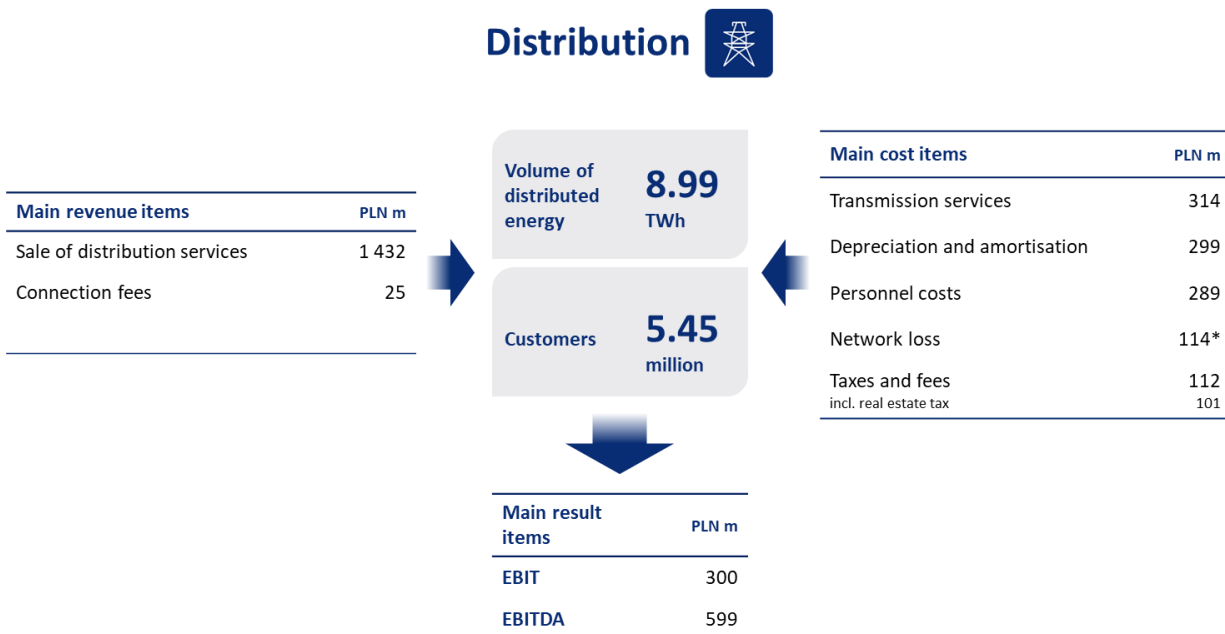 Distribution
Main revenue items PLN m
Sale of distribution services 1 432
Connection fees 25
Volume of
distributed
energy
8.99
TWh
Customers
5.45
million
Main cost items PLN m
Transmission services 314
Depreciation and amortisation 299
Personnel costs 289
Network loss 114*
Taxes and fees 112
incl. real estate tax 101
Main result
items
PLN m
EBIT 300
EBITDA 599